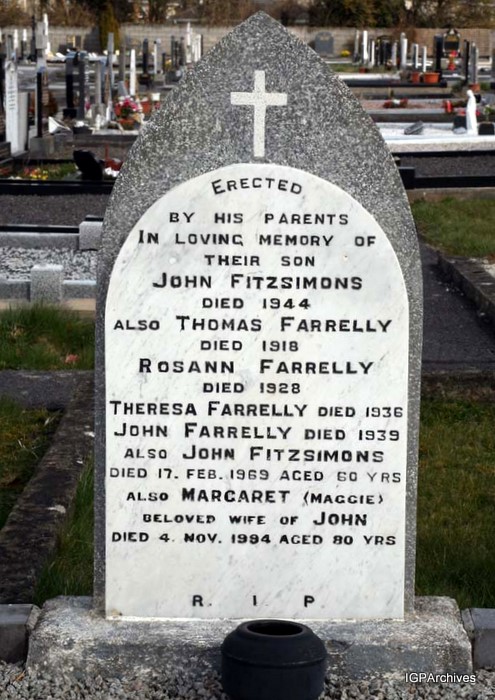 ERECTED
BY HIS PARENTS
IN LOVING MEMORY OF
THEIR SON
JOHN FITZSIMONS
DIED 1944
ALSO THOMAS FARRELLY
DIED 1918
ROSANN FARRELLY
DIED 1928
THERESA FARRELLY DIED 1936
JOHN FARRELLY DIED 1939
ALSO JOHN FITZSIMONS
DIED 17. FEB. 1969 AGED 60 YRS
ALSO MARGARET (MAGGIE)
BELOVED WIFE OF JOHN
DIED 4. NOV. 1994 AGED 80 YRS
R. I P.
IGPArchives